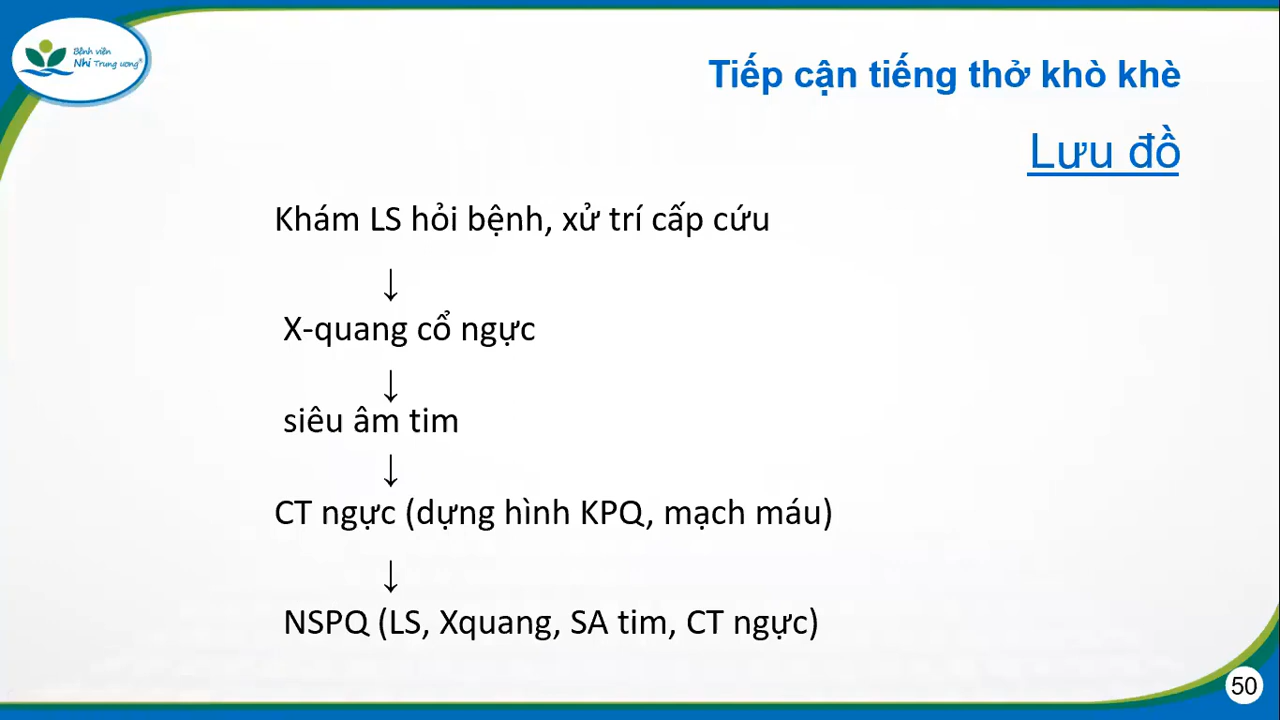 Bệnh viện
Nhi Trung ương®
Tiếp cận tiếng thở khò khè
Lưu đồ
Khám LS hỏi bệnh, xử trí cấp cứu
↓
X-quang cổ ngực
↓
siêu âm tim
↓
CT ngực (dựng hình KPQ, mạch máu)
↓
NSPQ (LS, Xquang, SA tim, CT ngực)
50